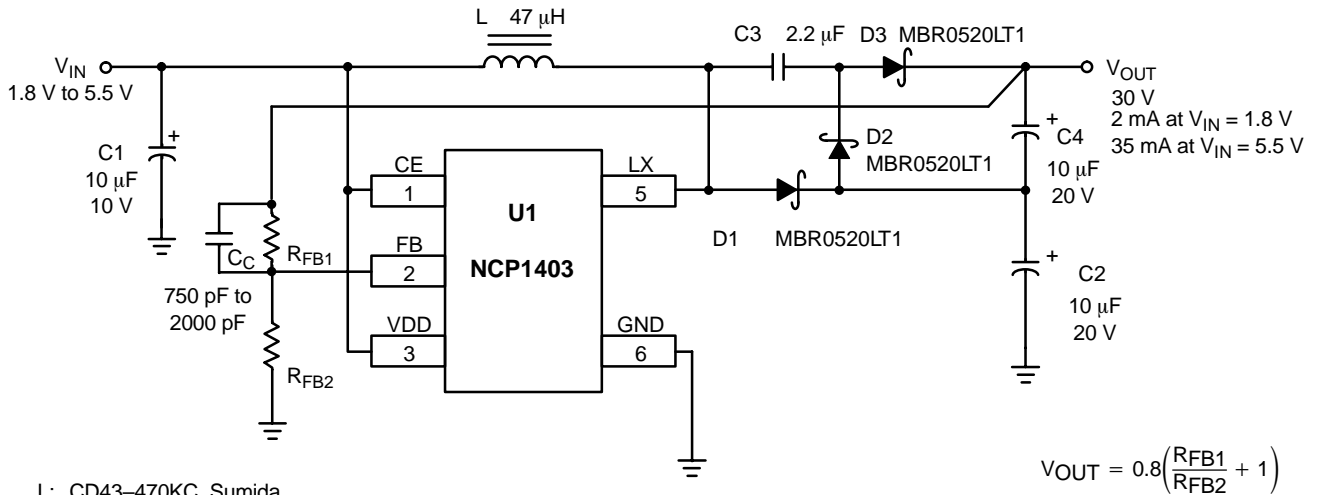 L 47 μH
C3 2.2 μF D3 MBR0520LT1
VIN
1.8 V to 5.5 V
VOUT
30 V
2 mA at VIN = 1.8 V
35 mA at VIN = 5.5 V
+
C1
10 μF
10 V
CE
1
LX
5
D2
MBR0520LT1
+
C4
10 μF
20 V
U1
NCP1403
D1 MBR0520LT1
CC
RFB1
FB
2
750 pF to
2000 pF
+
C2
10 μF
20 V
VDD
3
GND
6
RFB2
VOUT = 0.8(RFB1/RFB2 + 1)
L: CD43–470KC, Sumida